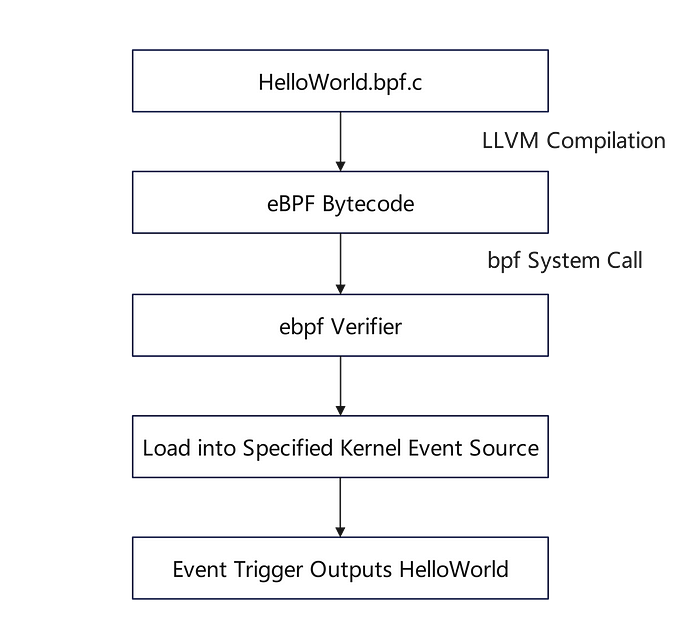 HelloWorld.bpf.c
LLVM Compilation
eBPF Bytecode
bpf System Call
ebpf Verifier
Load into Specified Kernel Event Source
Event Trigger Outputs HelloWorld